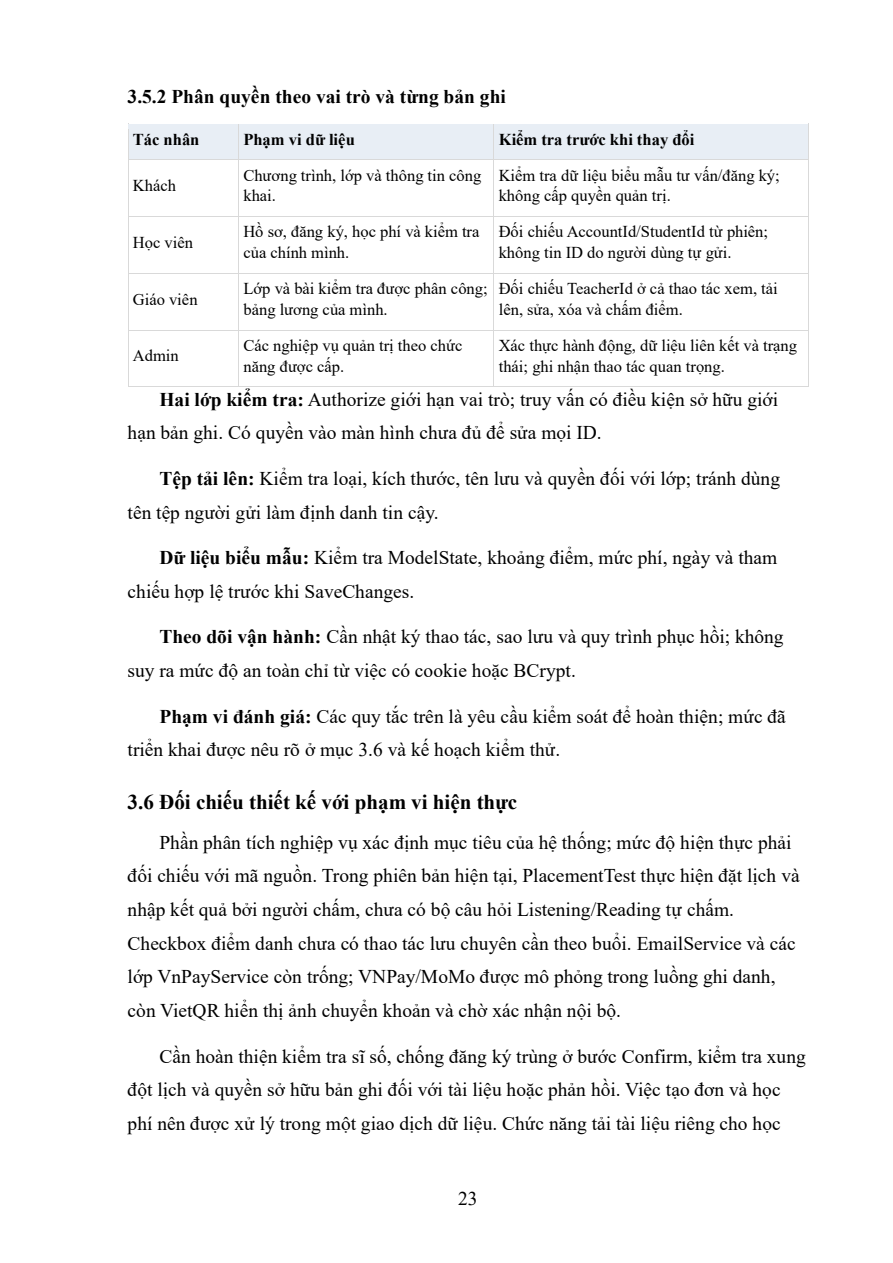 3.5.2 Phân quyền theo vai trò và từng bản ghi
Tác nhân Phạm vi dữ liệu Kiểm tra trước khi thay đổi
Khách Chương trình, lớp và thông tin công khai. Kiểm tra dữ liệu biểu mẫu tư vấn/đăng ký; không cấp quyền quản trị.
Học viên Hồ sơ, đăng ký, học phí và kiểm tra của chính mình. Đối chiếu AccountId/StudentId từ phiên; không tin ID do người dùng tự gửi.
Giáo viên Lớp và bài kiểm tra được phân công; bảng lương của mình. Đối chiếu TeacherId ở cả thao tác xem, tải lên, sửa, xóa và chấm điểm.
Admin Các nghiệp vụ quản trị theo chức năng được cấp. Xác thực hành động, dữ liệu liên kết và trạng thái; ghi nhận thao tác quan trọng.
Hai lớp kiểm tra: Authorize giới hạn vai trò; truy vấn có điều kiện sở hữu giới
hạn bản ghi. Có quyền vào màn hình chưa đủ để sửa mọi ID.
Tệp tải lên: Kiểm tra loại, kích thước, tên lưu và quyền đối với lớp; tránh dùng
tên tệp người gửi làm định danh tin cậy.
Dữ liệu biểu mẫu: Kiểm tra ModelState, khoảng điểm, mức phí, ngày và tham
chiếu hợp lệ trước khi SaveChanges.
Theo dõi vận hành: Cần nhật ký thao tác, sao lưu và quy trình phục hồi; không
suy ra mức độ an toàn chỉ từ việc có cookie hoặc BCrypt.
Phạm vi đánh giá: Các quy tắc trên là yêu cầu kiểm soát để hoàn thiện; mức đã
triển khai được nêu rõ ở mục 3.6 và kế hoạch kiểm thử.
3.6 Đối chiếu thiết kế với phạm vi hiện thực
Phần phân tích nghiệp vụ xác định mục tiêu của hệ thống; mức độ hiện thực phải
đối chiếu với mã nguồn. Trong phiên bản hiện tại, PlacementTest thực hiện đặt lịch và
nhập kết quả bởi người chấm, chưa có bộ câu hỏi Listening/Reading tự chấm.
Checkbox điểm danh chưa có thao tác lưu chuyên cần theo buổi. EmailService và các
lớp VnPayService còn trống; VNPay/MoMo được mô phỏng trong luồng ghi danh,
còn VietQR hiển thị ảnh chuyển khoản và chờ xác nhận nội bộ.
Cần hoàn thiện kiểm tra sĩ số, chống đăng ký trùng ở bước Confirm, kiểm tra xung
đột lịch và quyền sở hữu bản ghi đối với tài liệu hoặc phản hồi. Việc tạo đơn và học
phí nên được xử lý trong một giao dịch dữ liệu. Chức năng tải tài liệu riêng cho học
23